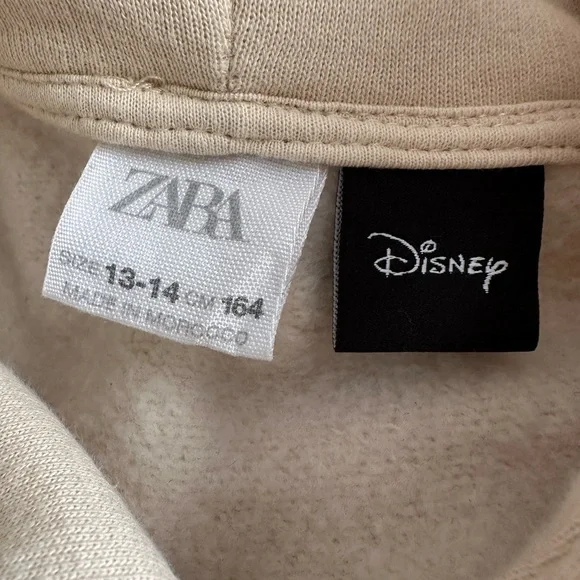 ZARA
SIZE 13-14 CM 164
MADE IN MOROCCO
Disney